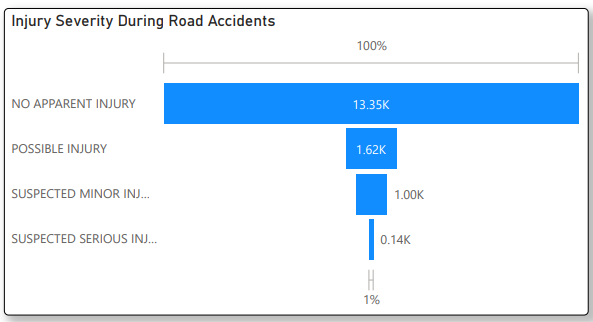 Injury Severity During Road Accidents
100%
NO APPARENT INJURY 13.35K
POSSIBLE INJURY 1.62K
SUSPECTED MINOR INJ... 1.00K
SUSPECTED SERIOUS INJ... 0.14K
1%